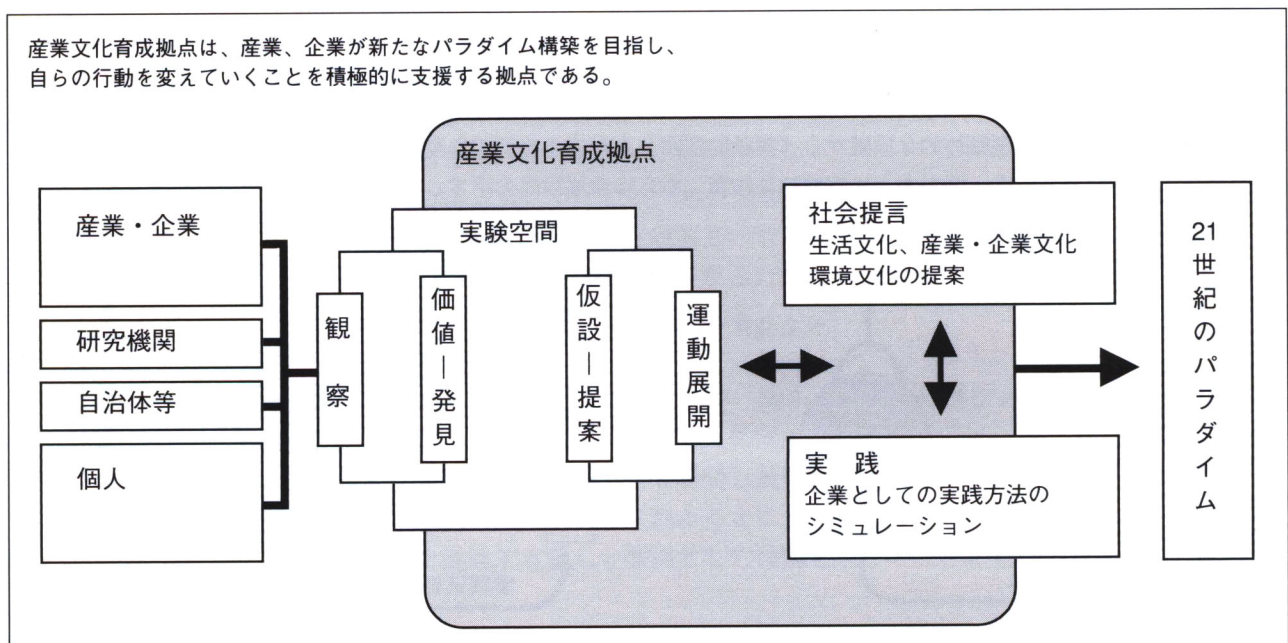 産業文化育成拠点は、産業、企業が新たなパラダイム構築を目指し、
自らの行動を変えていくことを積極的に支援する拠点である。
産業文化育成拠点
産業・企業
研究機関
自治体等
個人
実験空間
観察
価値―発見
仮設―提案
運動展開
社会提言
生活文化、産業・企業文化
環境文化の提案
実　践
企業としての実践方法の
シミュレーション
21世紀のパラダイム